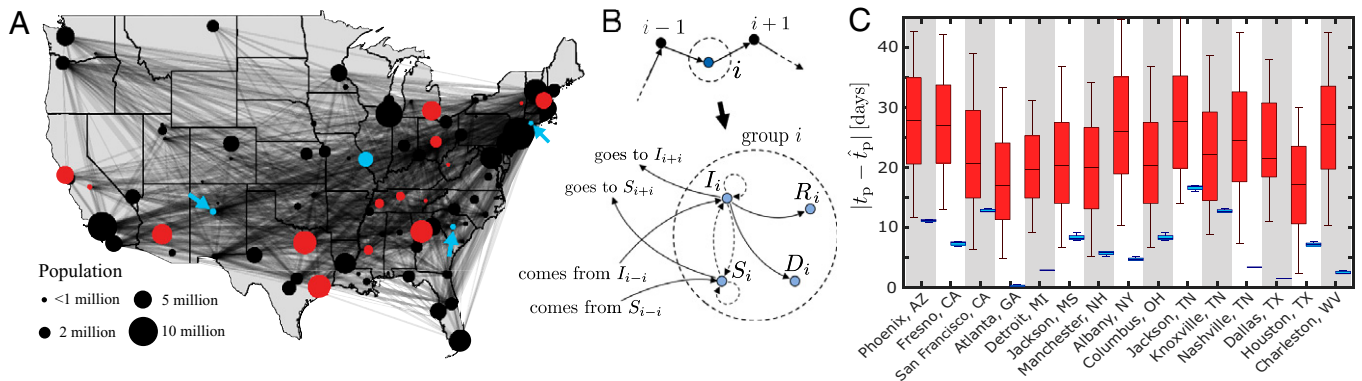 A
Population
<1 million
5 million
2 million
10 million
B
i − 1
i + 1
i
group i
goes to I_{i+i}
goes to S_{i+i}
I_i
R_i
S_i
D_i
comes from I_{i−i}
comes from S_{i−i}
C
|t_p − t̂_p| [days]
40
30
20
10
0
Phoenix, AZ
Fresno, CA
San Francisco, CA
Atlanta, GA
Detroit, MI
Jackson, MS
Manchester, NH
Albany, NY
Columbus, OH
Jackson, TN
Knoxville, TN
Nashville, TN
Dallas, TX
Houston, TX
Charleston, WV